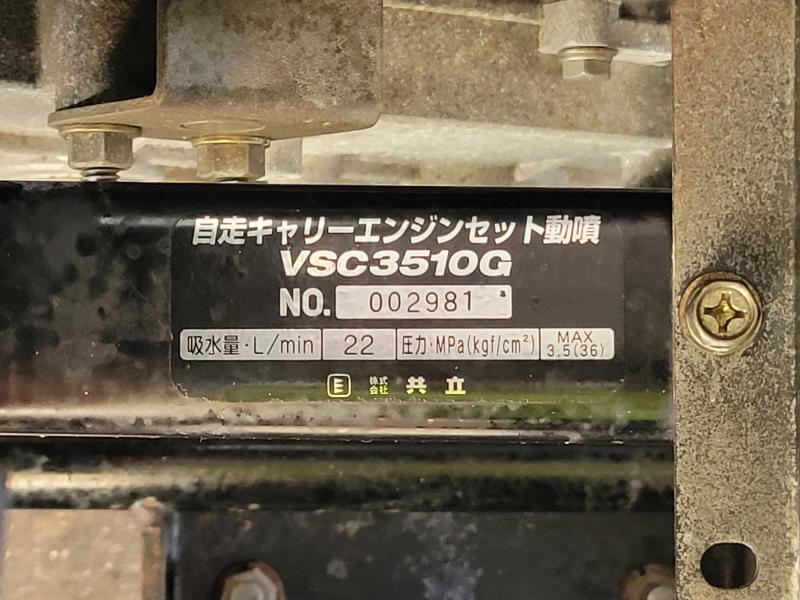 自走キャリーエンジンセット動噴
VSC3510G
NO. 002981
吸水量・L/min 22 圧力・MPa(kgf/cm²) MAX 3.5(36)
株式会社 共立